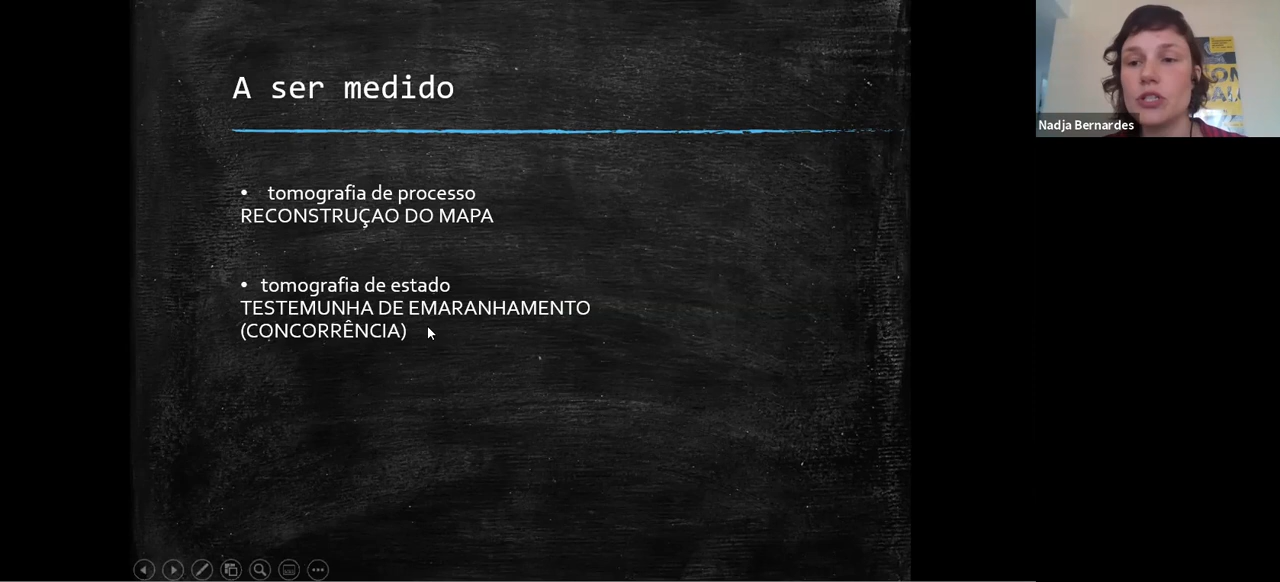 A ser medido
• tomografia de processo
RECONSTRUÇAO DO MAPA
• tomografia de estado
TESTEMUNHA DE EMARANHAMENTO
(CONCORRÊNCIA)
Nadja Bernardes